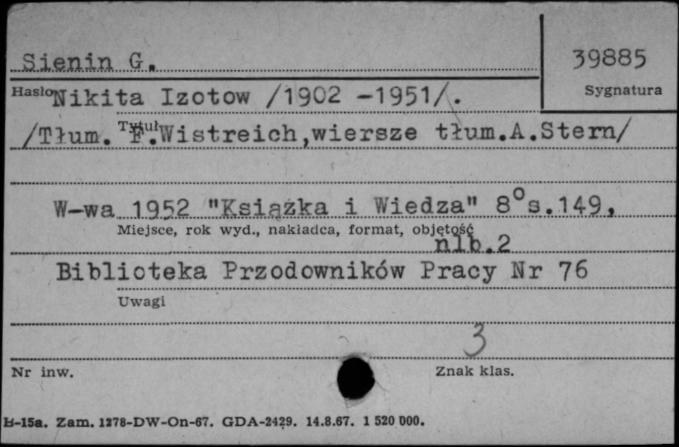 Sienin G.
39885
Hasło
Sygnatura
Nikita Izotow /1902 -1951/.
Tytuł
/Tłum. F.Wistreich,wiersze tłum.A.Stern/
W-wa 1952 "Książka i Wiedza" 8° s.149,
Miejsce, rok wyd., nakładca, format, objętość
nlb.2
Biblioteka Przodowników Pracy Nr 76
Uwagi
3
Nr inw.
Znak klas.
B-15a. Zam. 1278-DW-On-67. GDA-2429. 14.8.67. 1 520 000.